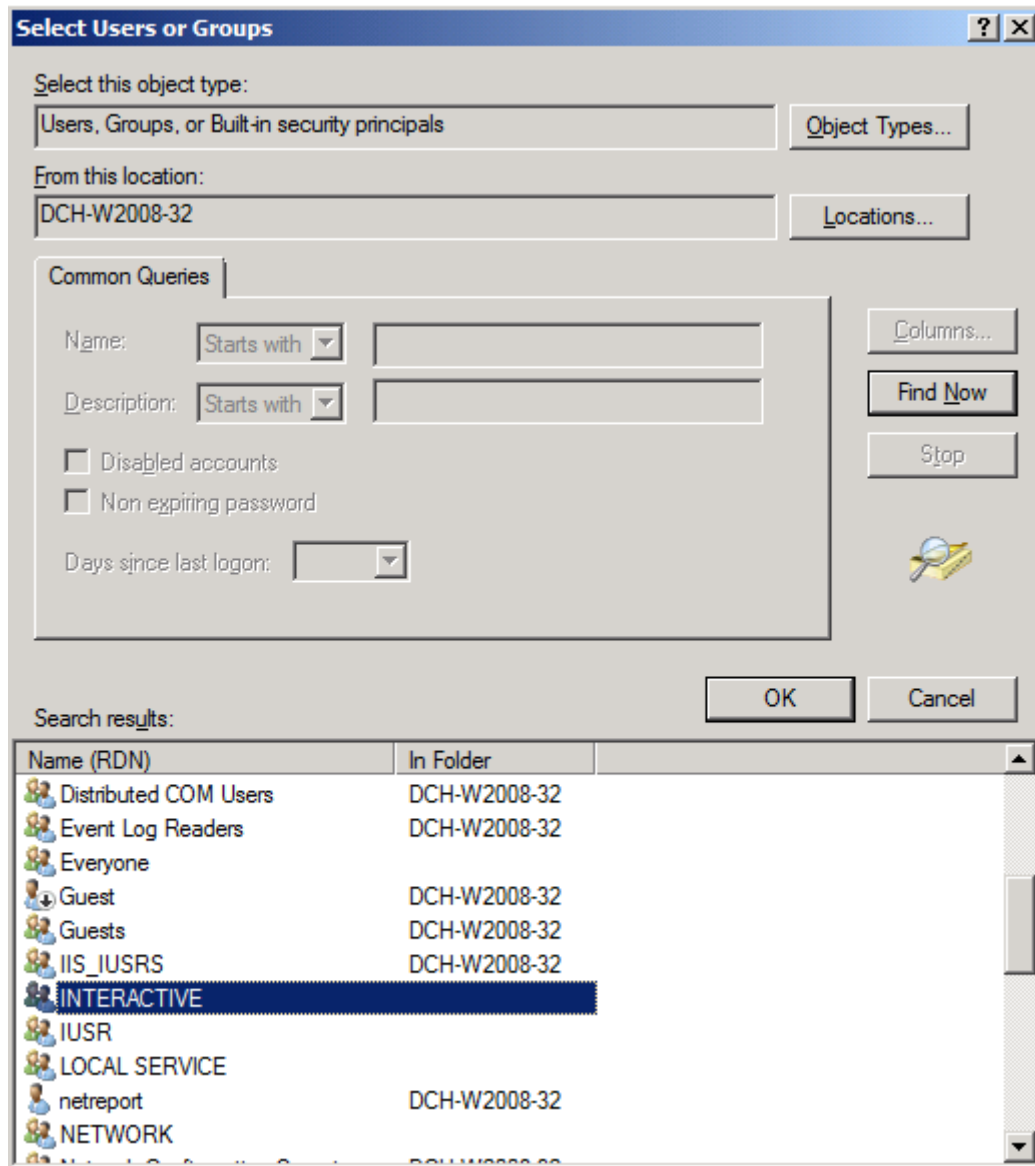 Select Users or Groups
Select this object type:
Users, Groups, or Built-in security principals
Object Types...
From this location:
DCH-W2008-32
Locations...
Common Queries
Name: Starts with
Columns...
Description: Starts with
Find Now
Disabled accounts
Stop
Non expiring password
Days since last logon:
OK Cancel
Search results:
Name (RDN) In Folder
Distributed COM Users DCH-W2008-32
Event Log Readers DCH-W2008-32
Everyone
Guest DCH-W2008-32
Guests DCH-W2008-32
IIS_IUSRS DCH-W2008-32
INTERACTIVE
IUSR
LOCAL SERVICE
netreport DCH-W2008-32
NETWORK